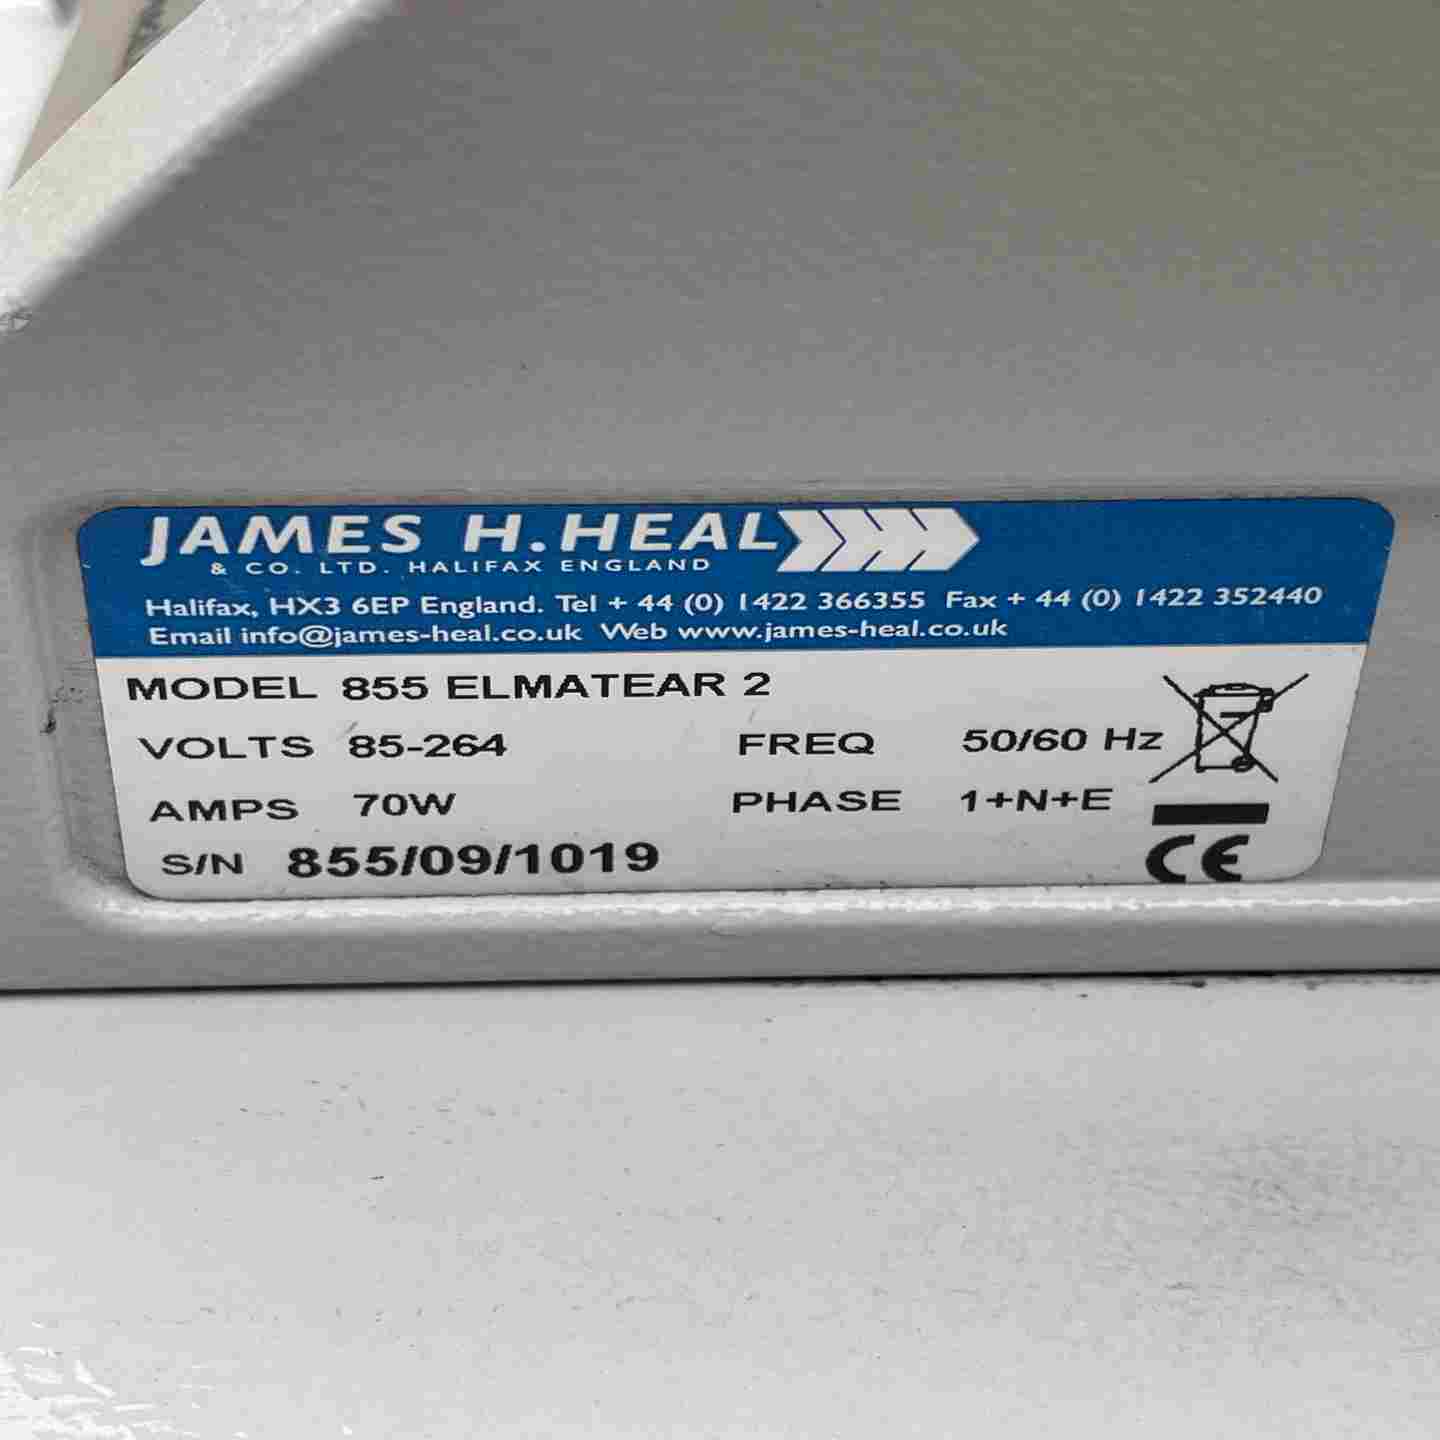 JAMES H. HEAL
& CO. LTD. HALIFAX ENGLAND
Halifax, HX3 6EP England. Tel + 44 (0) 1422 366355 Fax + 44 (0) 1422 352440
Email info@james-heal.co.uk Web www.james-heal.co.uk
MODEL 855 ELMATEAR 2
VOLTS 85-264 FREQ 50/60 Hz
AMPS 70W PHASE 1+N+E
S/N 855/09/1019 CE